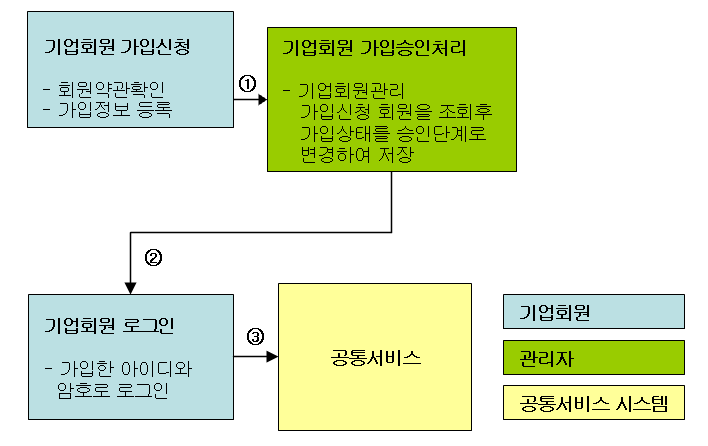 기업회원 가입신청
- 회원약관확인
- 가입정보 등록
①
기업회원 가입승인처리
- 기업회원관리
가입신청 회원을 조회후
가입상태를 승인단계로
변경하여 저장
②
기업회원 로그인
- 가입한 아이디와
암호로 로그인
③
공통서비스
기업회원
관리자
공통서비스 시스템